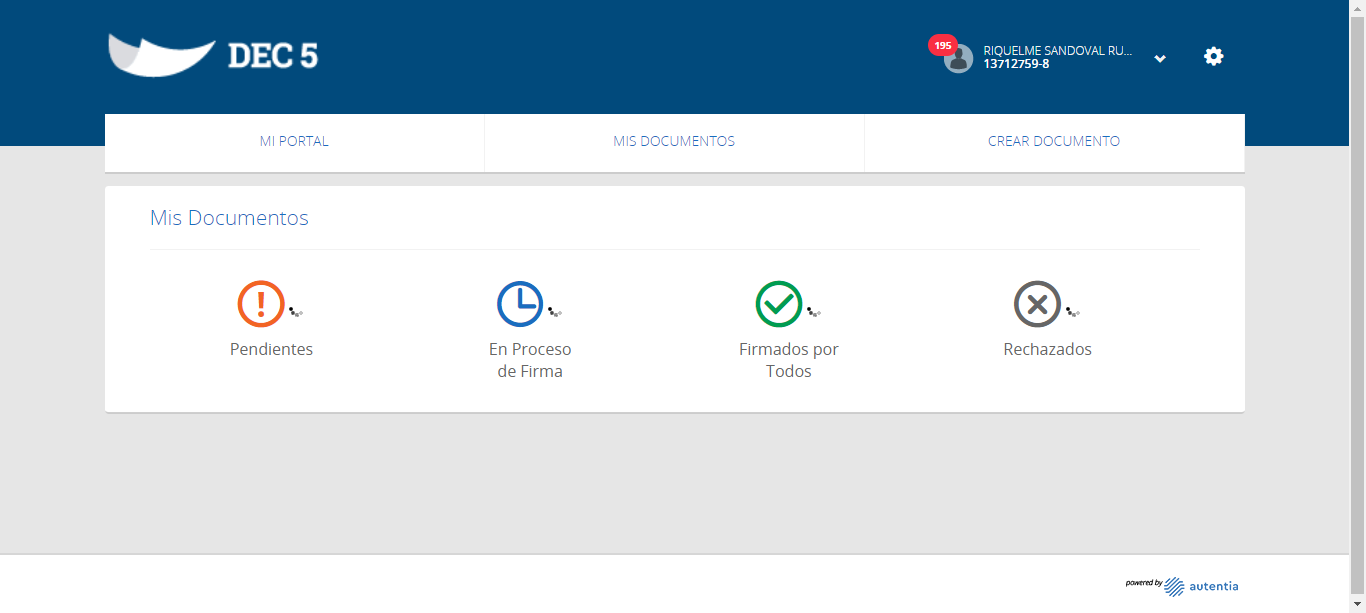 DEC 5
195
RIQUELME SANDOVAL RU...
13712759-8
MI PORTAL
MIS DOCUMENTOS
CREAR DOCUMENTO
Mis Documentos
Pendientes
En Proceso
de Firma
Firmados por
Todos
Rechazados
powered by
autentia